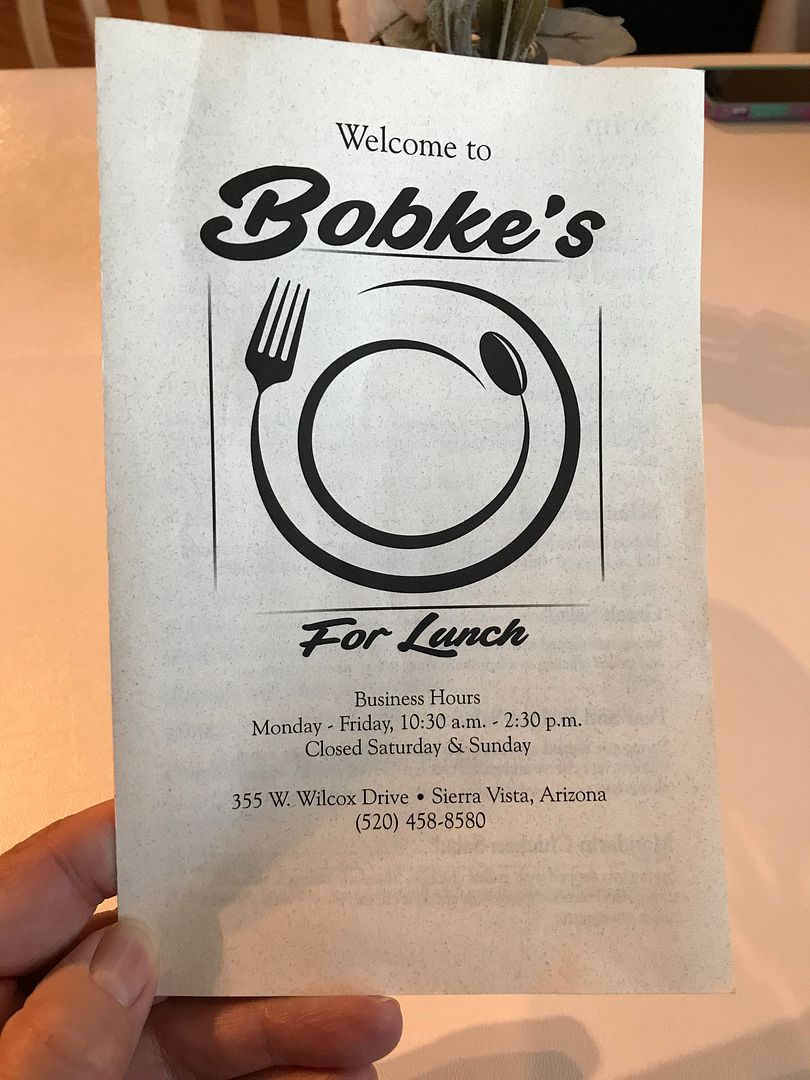 Welcome to
Bobke's
For Lunch
Business Hours
Monday - Friday, 10:30 a.m. - 2:30 p.m.
Closed Saturday & Sunday
355 W. Wilcox Drive • Sierra Vista, Arizona
(520) 458-8580